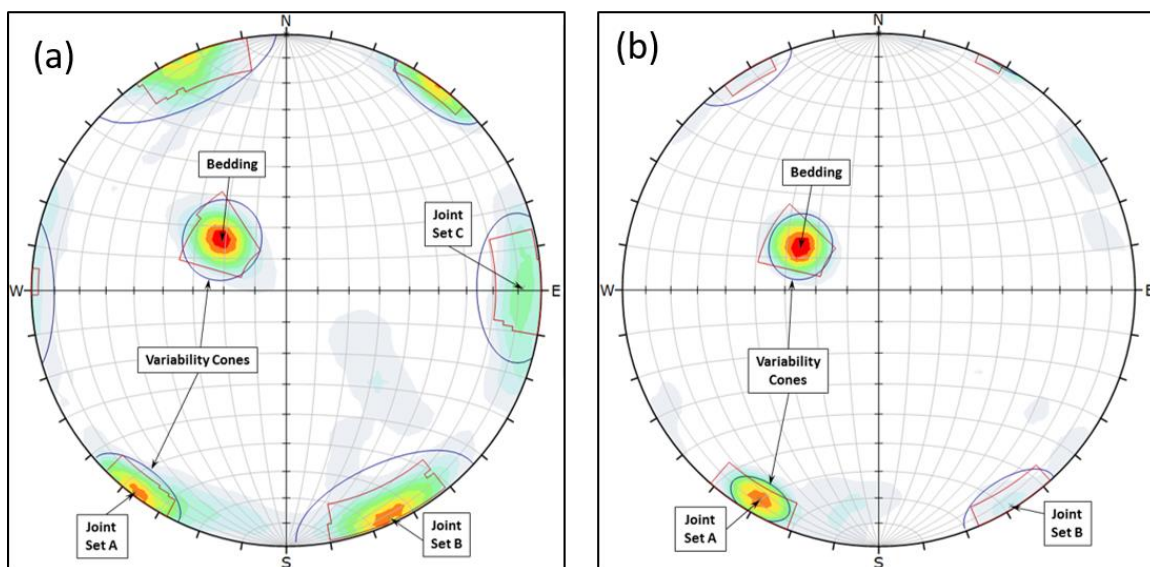 (a)
N
Bedding
Joint
Set C
W
E
Variability Cones
Joint
Set A
Joint
Set B
S
(b)
N
Bedding
W
E
Variability
Cones
Joint
Set A
Joint
Set B
S